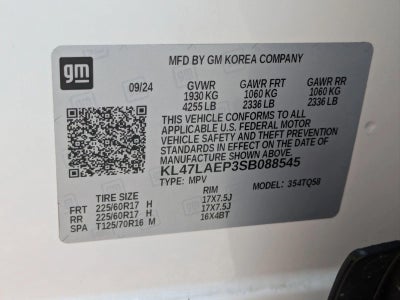 gm
MFD BY GM KOREA COMPANY
09/24 GVWR GAWR FRT GAWR RR
1930 KG 1060 KG 1060 KG
4255 LB 2336 LB 2336 LB
THIS VEHICLE CONFORMS TO ALL
APPLICABLE U.S. FEDERAL MOTOR
VEHICLE SAFETY AND THEFT PREVENTION
STANDARDS IN EFFECT ON THE DATE OF
MANUFACTURE SHOWN ABOVE.
KL47LAEP3SB088545
TYPE: MPV MODEL: 354TQ58
TIRE SIZE RIM
FRT 225/60R17 H 17X7.5J
RR 225/60R17 H 17X7.5J
SPA T125/70R16 M 16X4BT